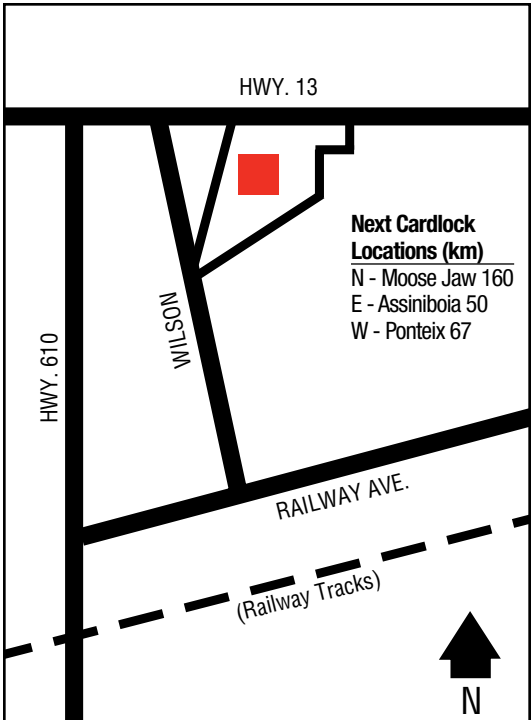 HWY. 13
Next Cardlock
Locations (km)
N - Moose Jaw 160
E - Assiniboia 50
W - Ponteix 67
WILSON
HWY. 610
RAILWAY AVE.
(Railway Tracks)
N